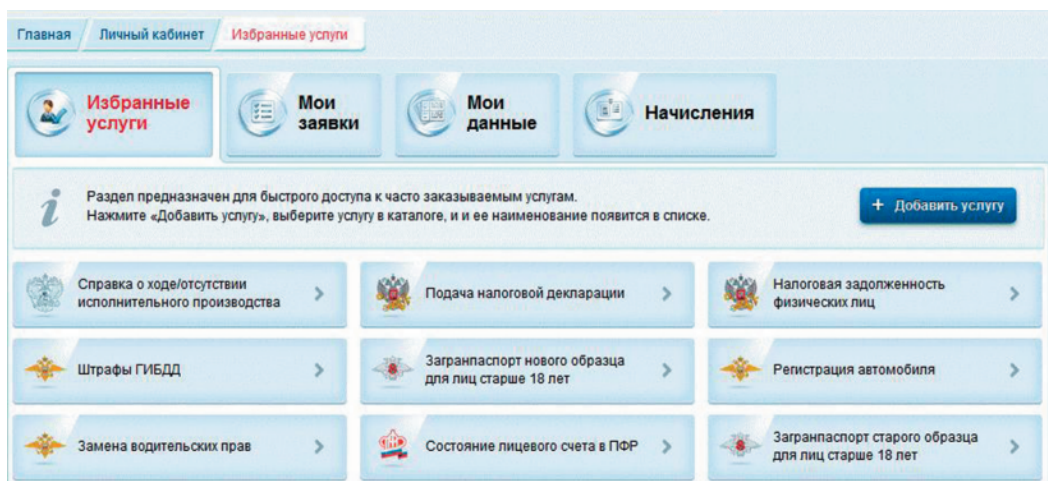 Главная Личный кабинет Избранные услуги
Избранные
услуги
Мои
заявки
Мои
данные
Начисления
Раздел предназначен для быстрого доступа к часто заказываемым услугам.
Нажмите «Добавить услугу», выберите услугу в каталоге, и и ее наименование появится в списке.
+ Добавить услугу
Справка о ходе/отсутствии
исполнительного производства
Подача налоговой декларации
Налоговая задолженность
физических лиц
Штрафы ГИБДД
Загранпаспорт нового образца
для лиц старше 18 лет
Регистрация автомобиля
Замена водительских прав
Состояние лицевого счета в ПФР
Загранпаспорт старого образца
для лиц старше 18 лет